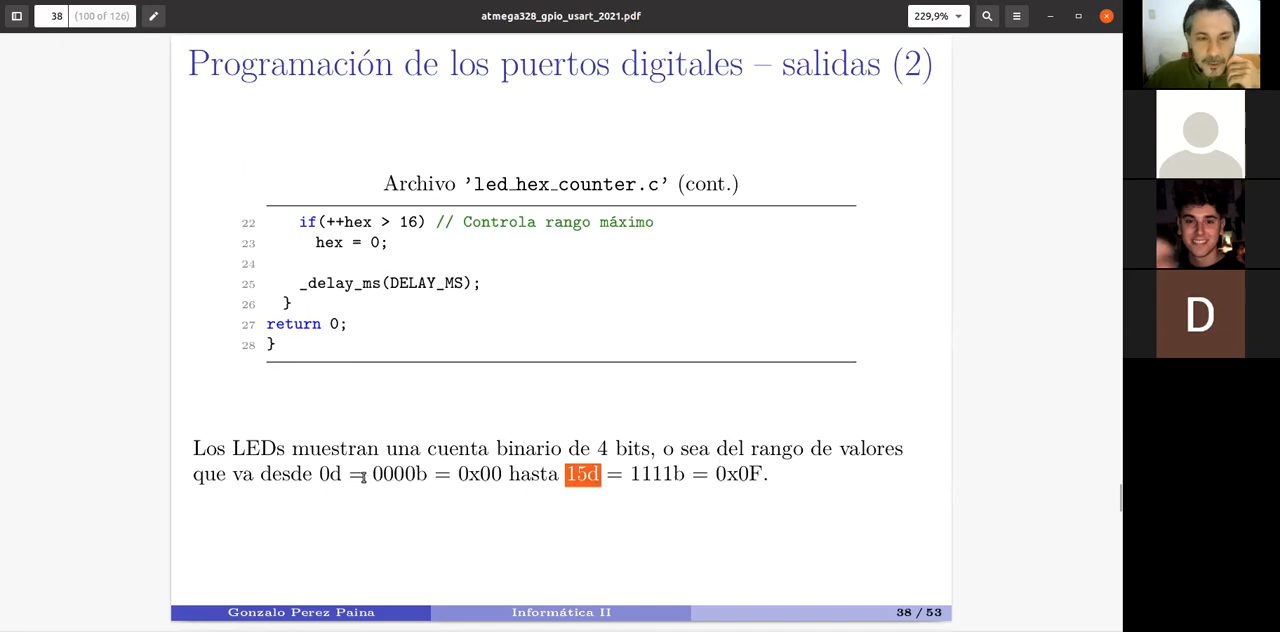 38 (100 of 126) atmega328_gpio_usart_2021.pdf 229,9%
Programación de los puertos digitales – salidas (2)
Archivo ’led_hex_counter.c’ (cont.)
22 if(++hex > 16) // Controla rango máximo
23 hex = 0;
24
25 _delay_ms(DELAY_MS);
26 }
27 return 0;
28 }
Los LEDs muestran una cuenta binario de 4 bits, o sea del rango de valores
que va desde 0d = 0000b = 0x00 hasta 15d = 1111b = 0x0F.
Gonzalo Perez Paina Informática II 38 / 53
D